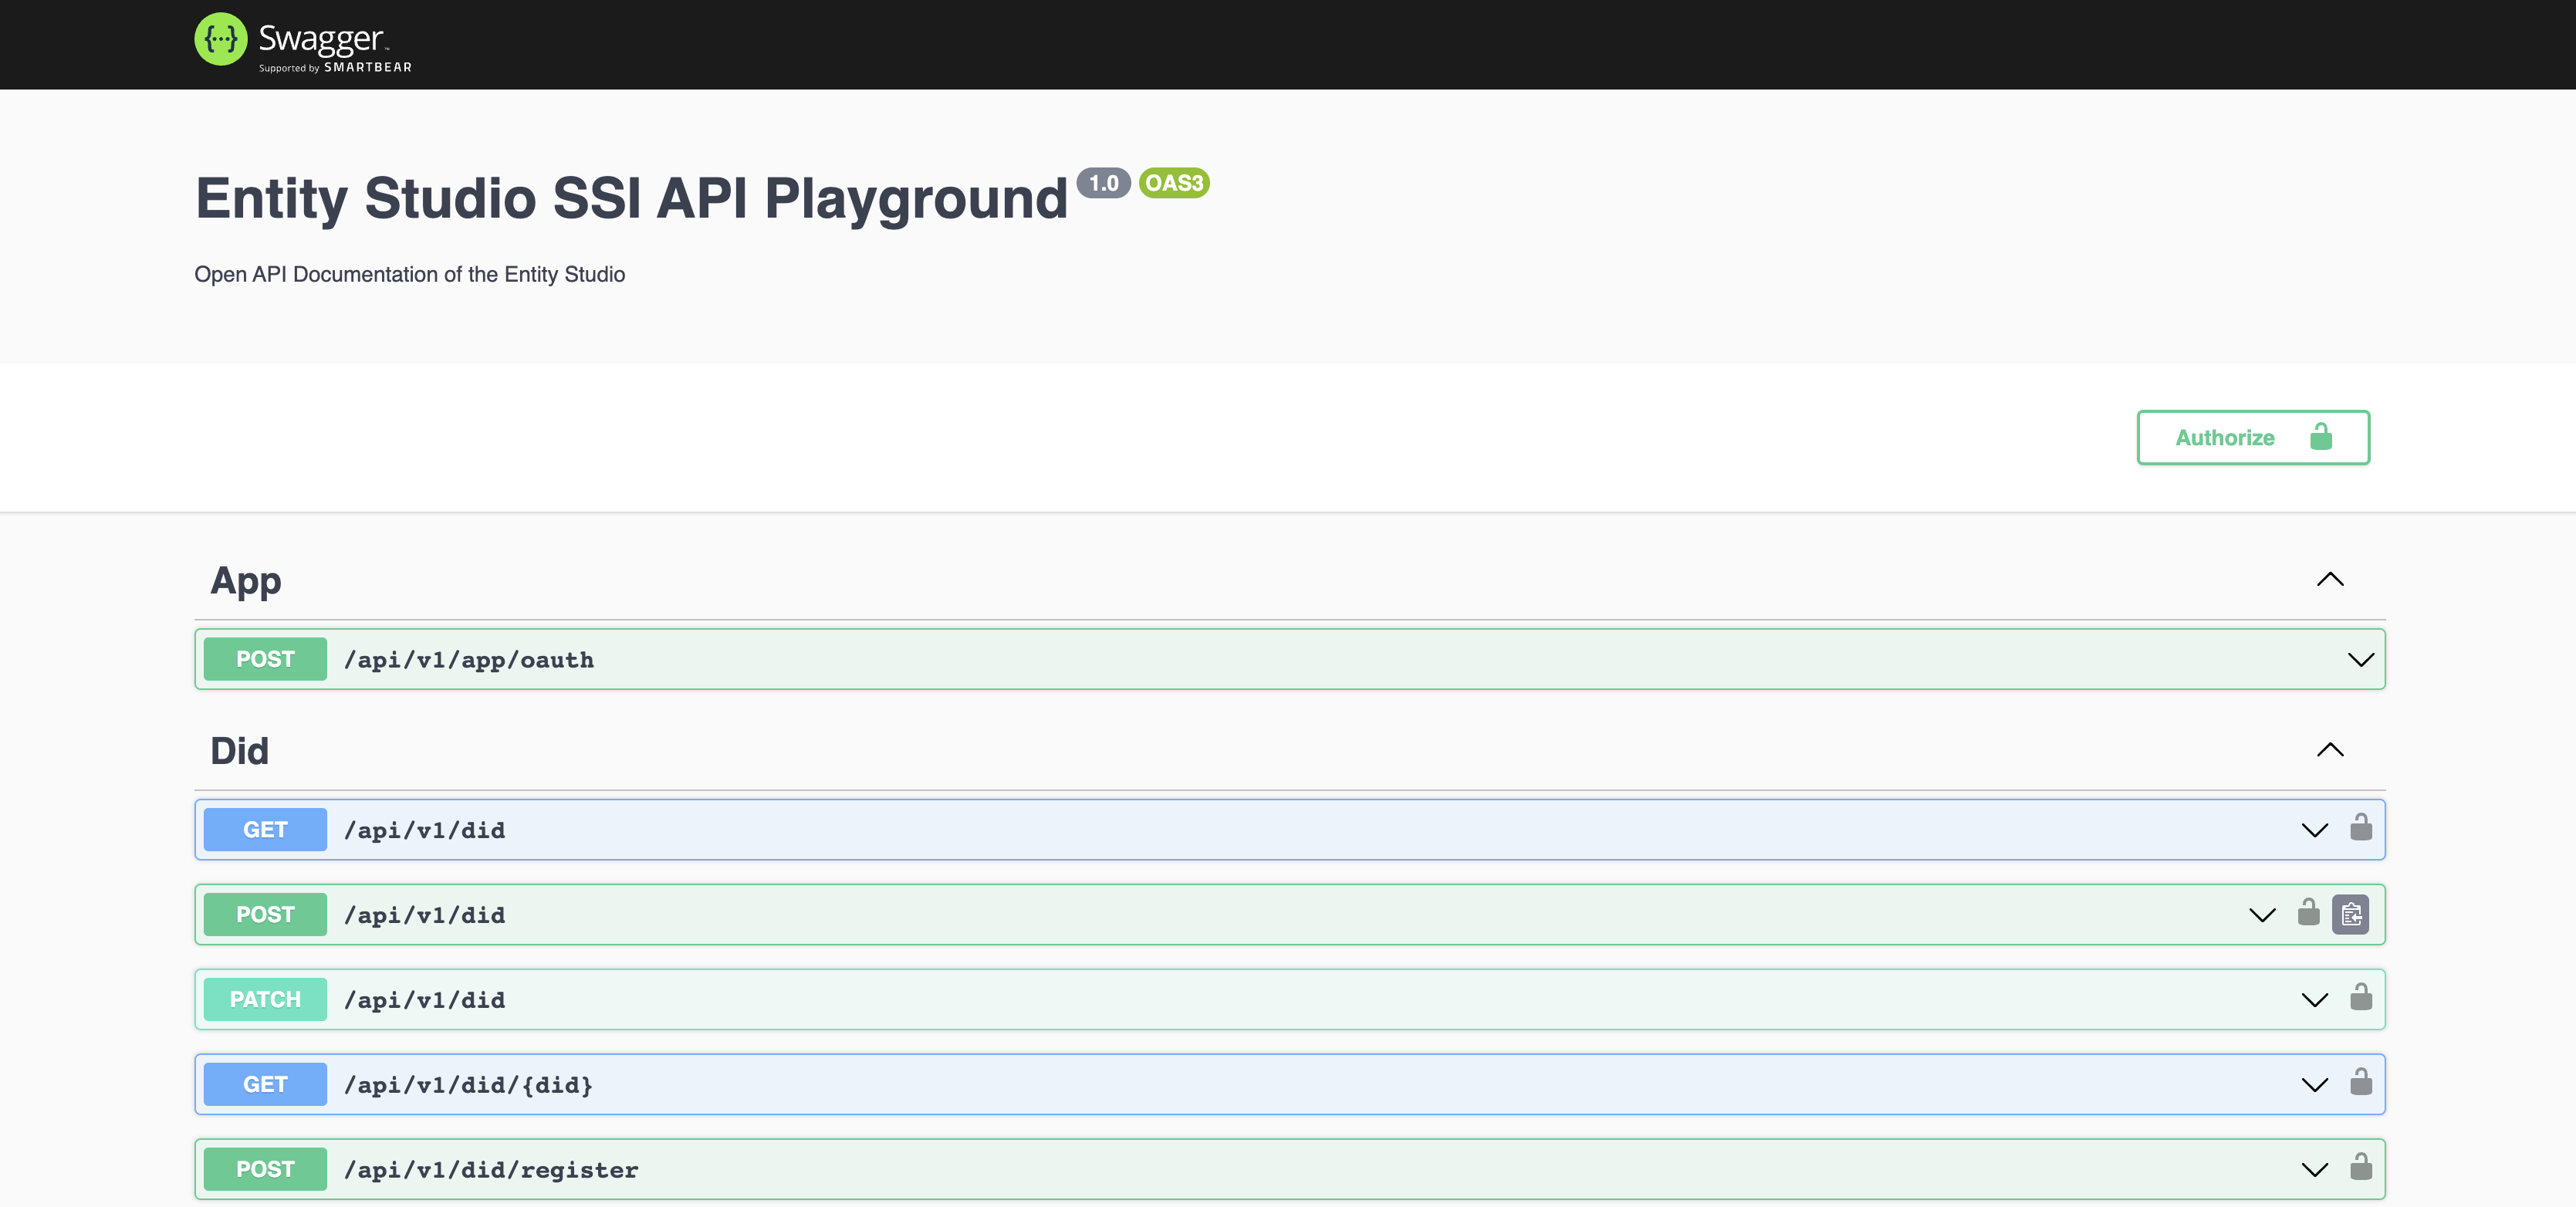 {...} Swagger™
Supported by SMARTBEAR
Entity Studio SSI API Playground 1.0 OAS3
Open API Documentation of the Entity Studio
Authorize
App
POST /api/v1/app/oauth
Did
GET /api/v1/did
POST /api/v1/did
PATCH /api/v1/did
GET /api/v1/did/{did}
POST /api/v1/did/register